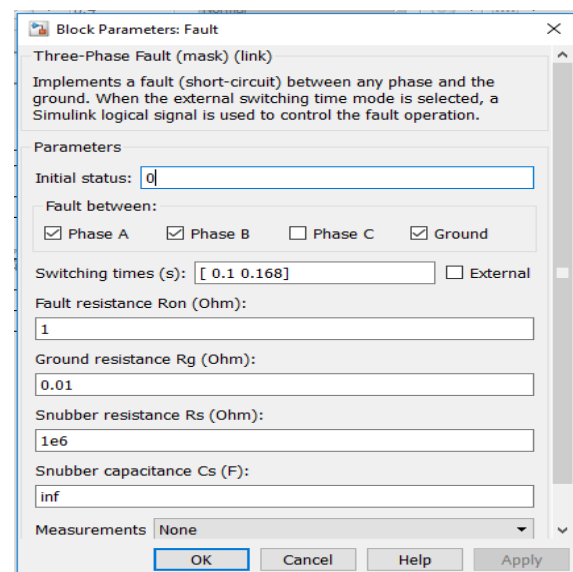 Block Parameters: Fault
Three-Phase Fault (mask) (link)
Implements a fault (short-circuit) between any phase and the
ground. When the external switching time mode is selected, a
Simulink logical signal is used to control the fault operation.
Parameters
Initial status: 0
Fault between:
Phase A Phase B Phase C Ground
Switching times (s): [ 0.1 0.168] External
Fault resistance Ron (Ohm):
1
Ground resistance Rg (Ohm):
0.01
Snubber resistance Rs (Ohm):
1e6
Snubber capacitance Cs (F):
inf
Measurements None
OK Cancel Help Apply